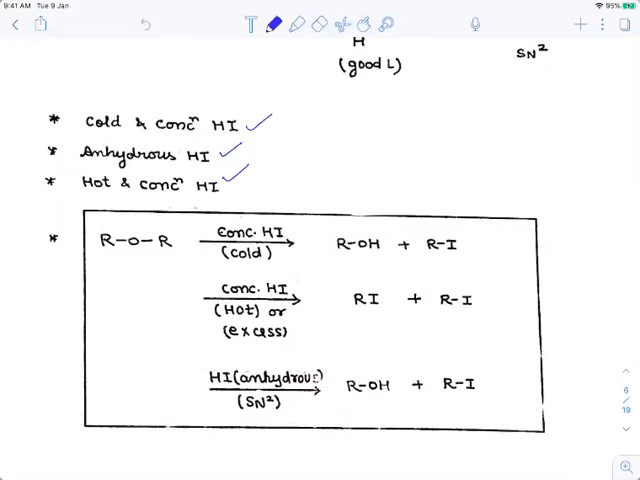 9:41 AM Tue 9 Jan
95%
H
(good L)
SN²
* Cold & concⁿ HI ✓
* Anhydrous HI ✓
* Hot & concⁿ HI ✓
* R-O-R —Conc. HI (cold)→ R-OH + R-I
—Conc. HI (Hot) or (excess)→ RI + R-I
—HI (anhydrous) (SN²)→ R-OH + R-I
6
/
19